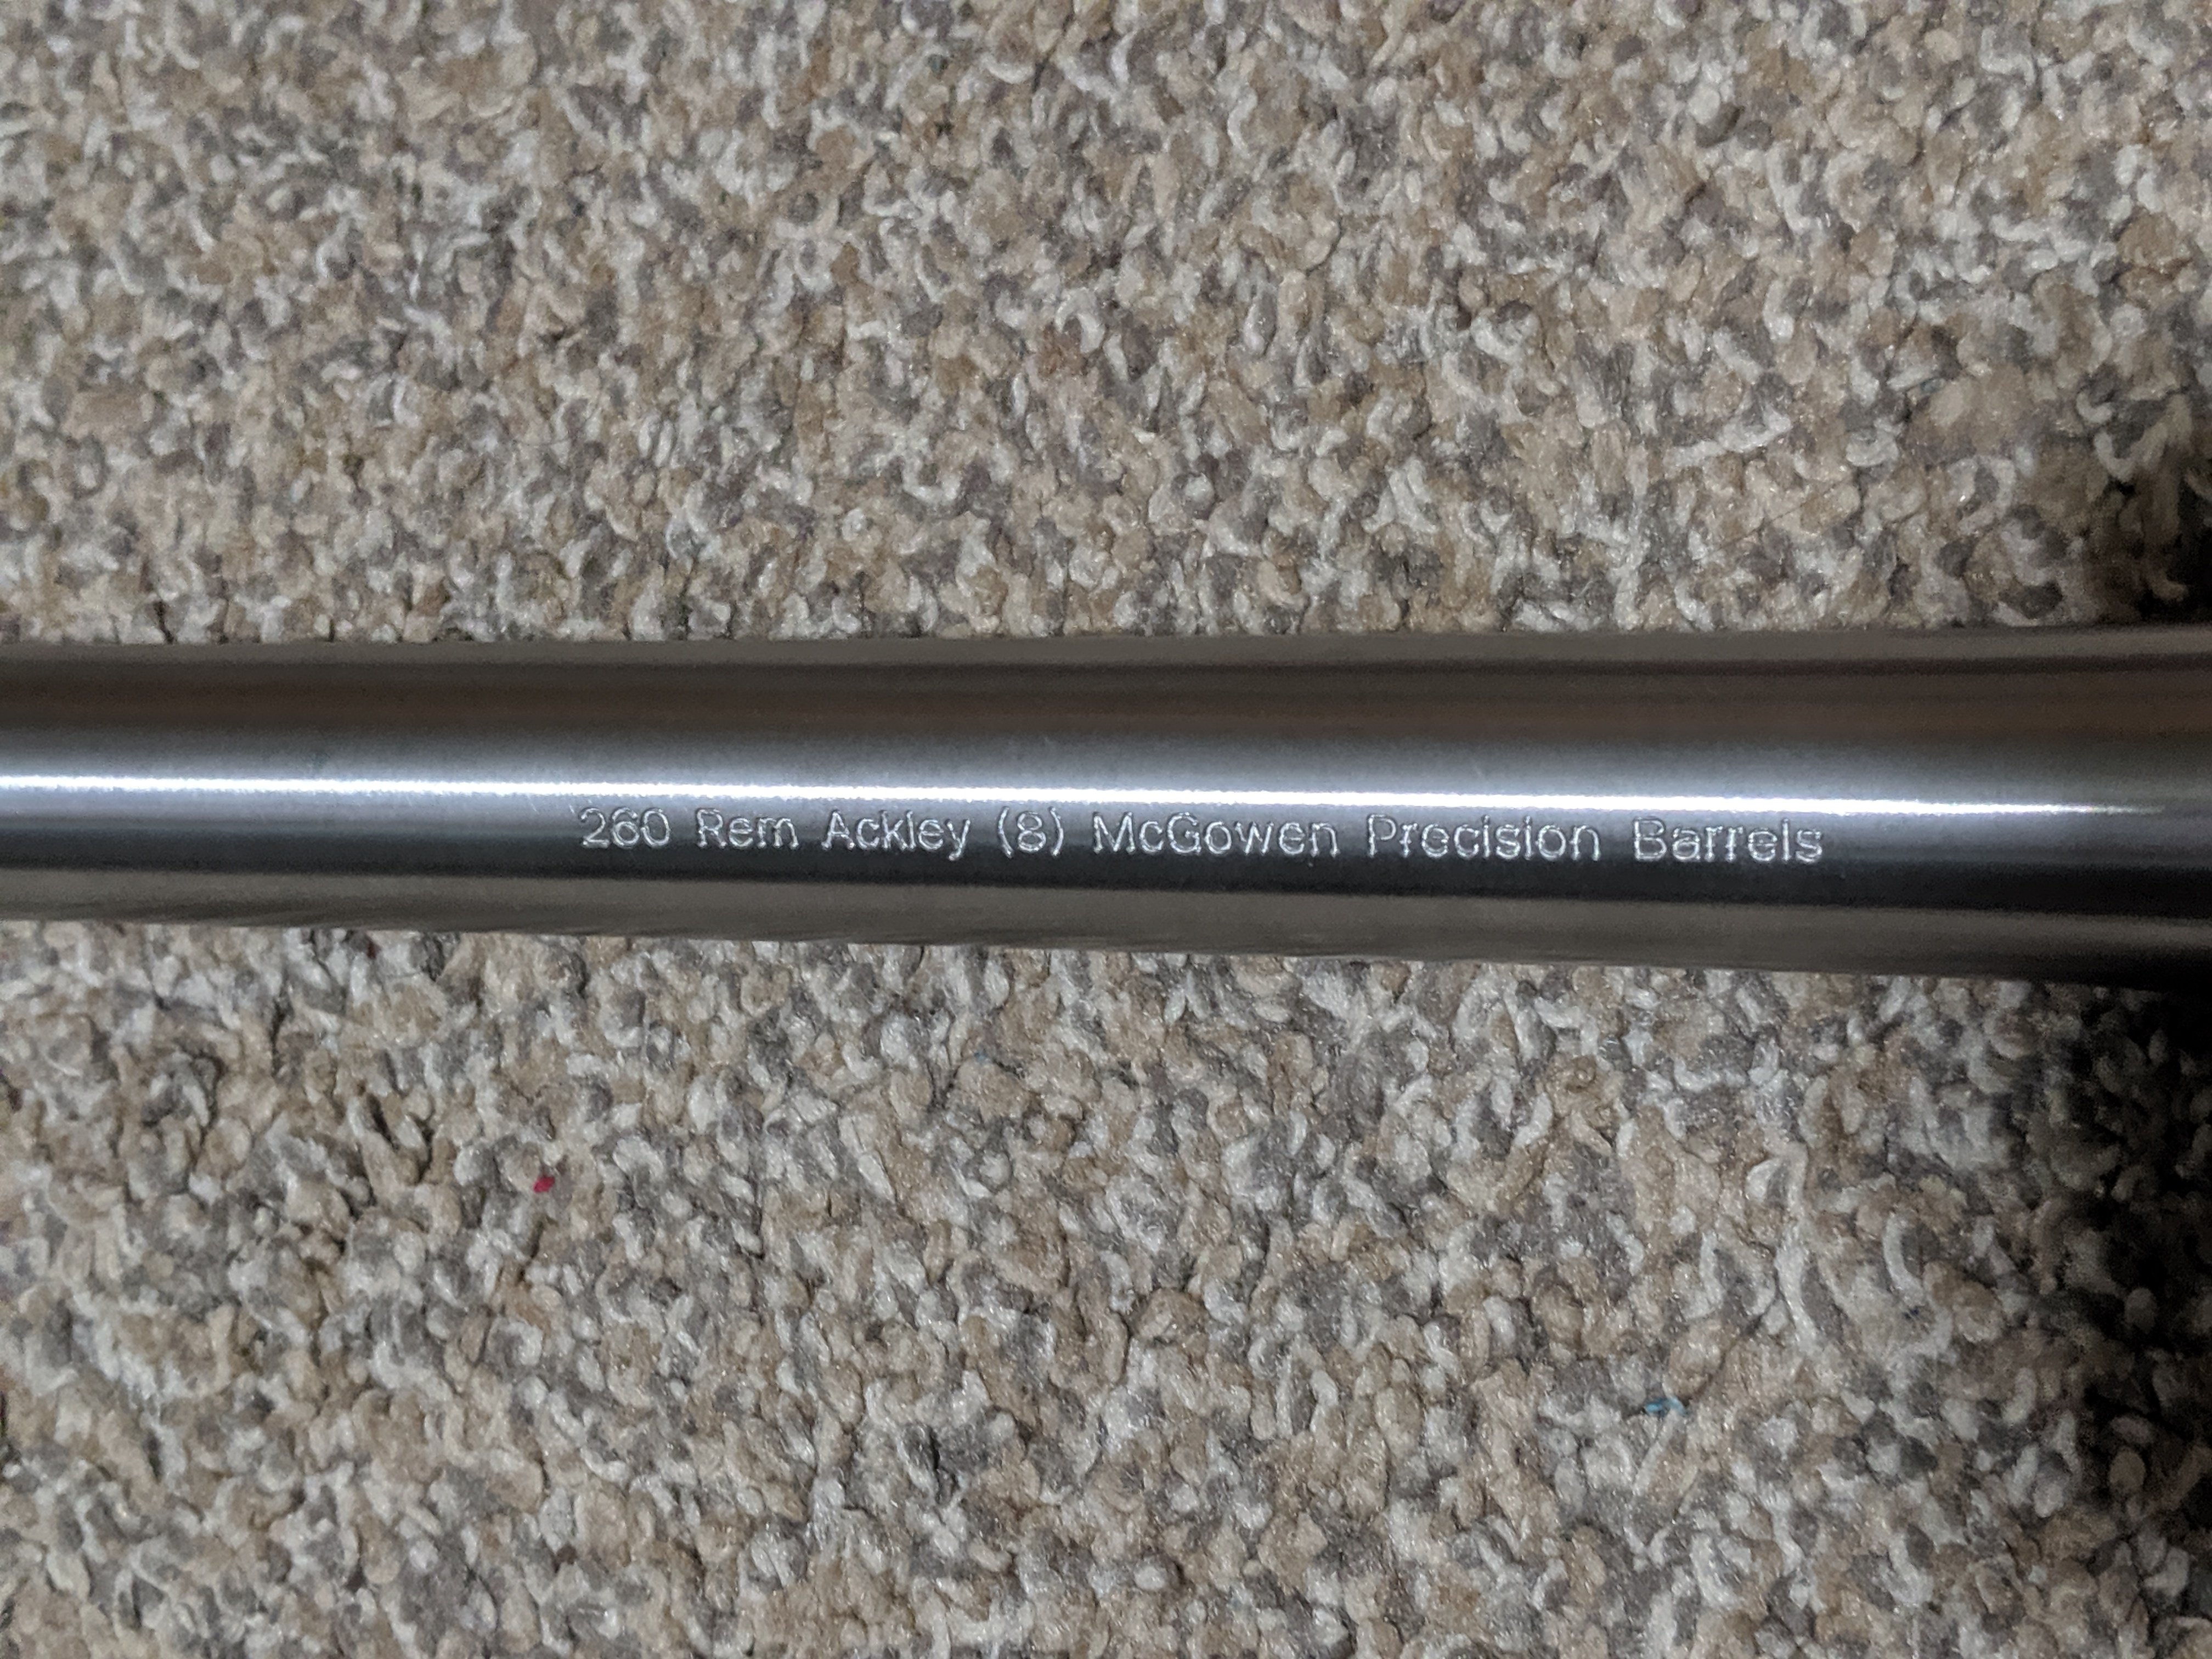 260 Rem Ackley (8) McGowen Precision Barrels